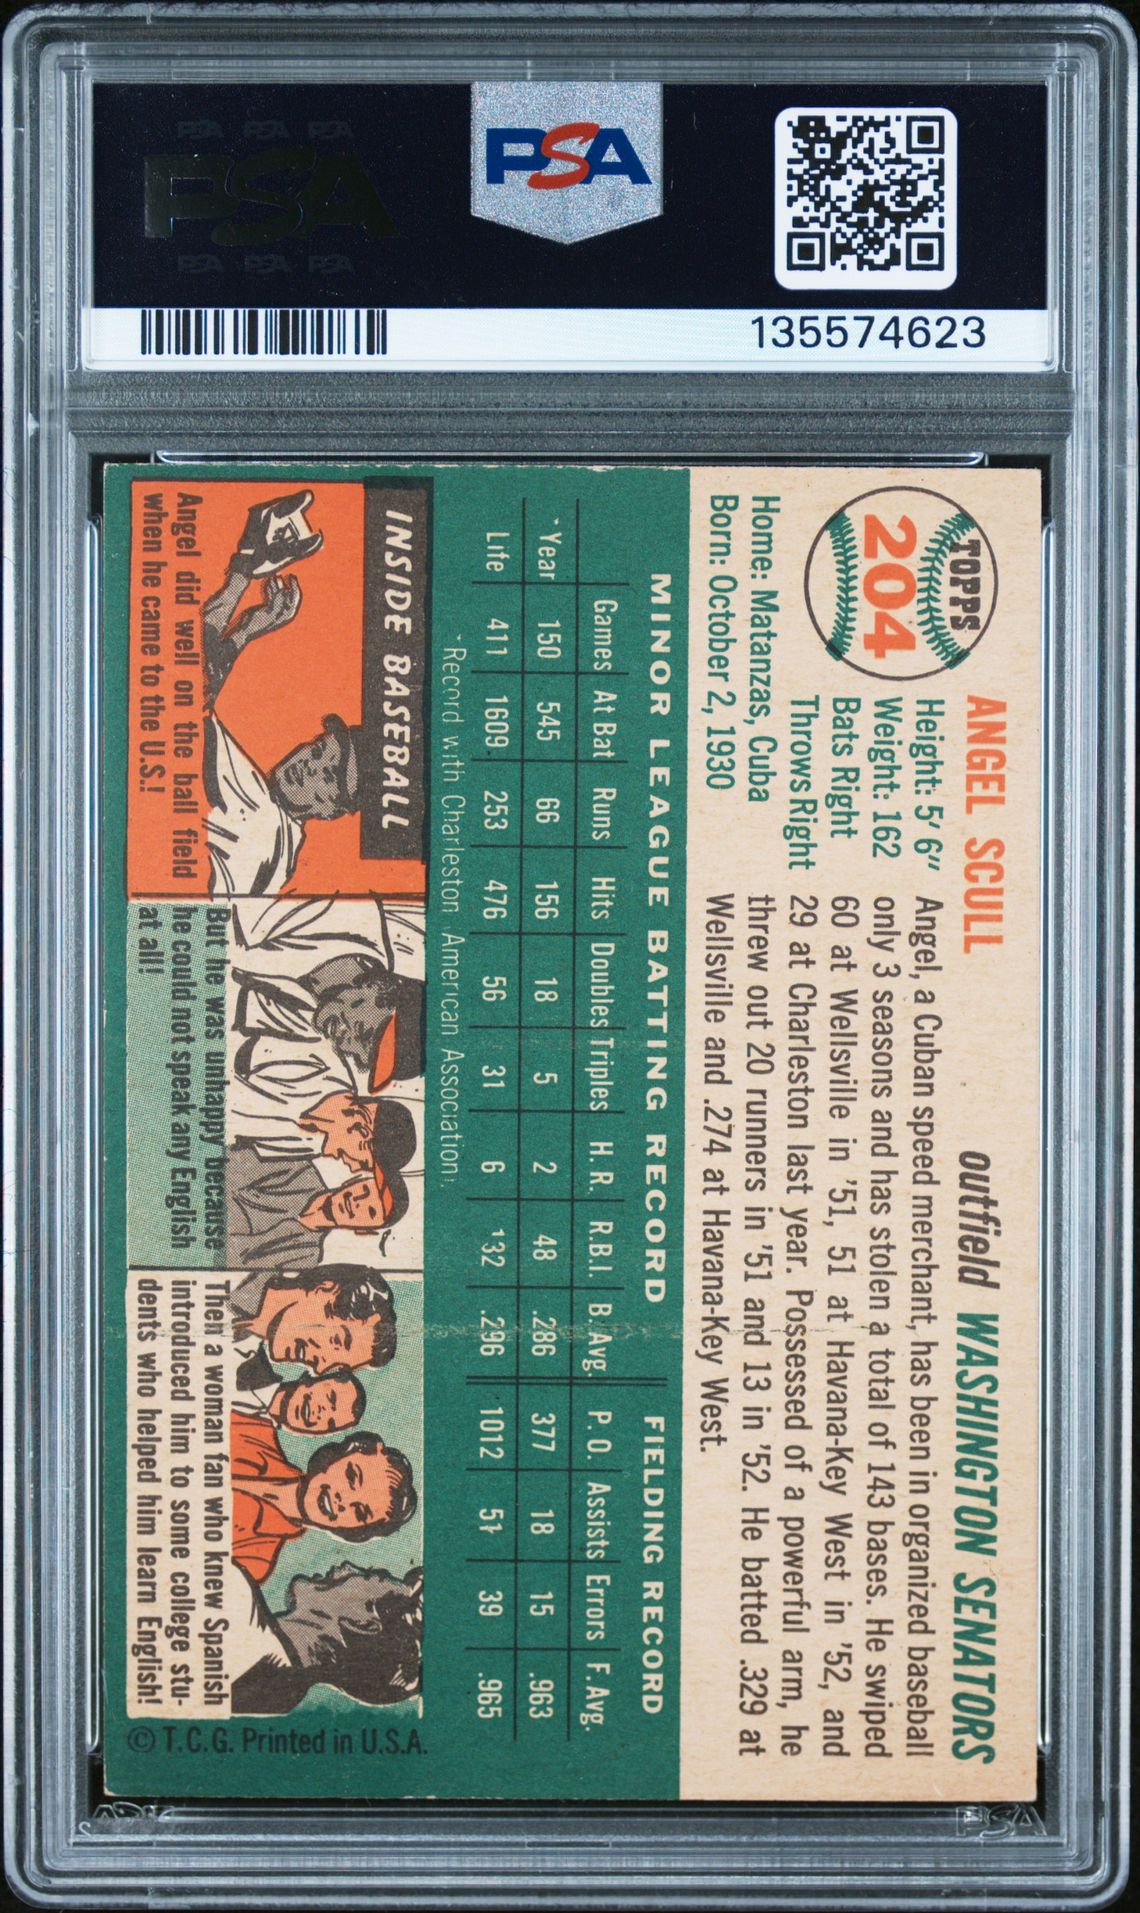 PSA PSA PSA
PSA
PSA PSA PSA
PSA
135574623
TOPPS
204
ANGEL SCULL
outfield WASHINGTON SENATORS
Height: 5' 6"
Weight: 162
Bats Right
Throws Right
Home: Matanzas, Cuba
Born: October 2, 1930
Angel, a Cuban speed merchant, has been in organized baseball
only 3 seasons and has stolen a total of 143 bases. He swiped
60 at Wellsville in '51, 51 at Havana-Key West in '52, and
29 at Charleston last year. Possessed of a powerful arm, he
threw out 20 runners in '51 and 13 in '52. He batted .329 at
Wellsville and .274 at Havana-Key West.
MINOR LEAGUE BATTING RECORD FIELDING RECORD
Games At Bat Runs Hits Doubles Triples H.R. R.B.I. B. Avg. P.O. Assists Errors F. Avg.
*Year 150 545 66 156 18 5 2 48 .286 377 18 15 .963
Life 411 1609 253 476 56 31 6 132 .296 1012 51 39 .965
*Record with Charleston, American Association.
INSIDE BASEBALL
Angel did well on the ball field
when he came to the U.S.!
But he was unhappy because
he could not speak any English
at all!
Then a woman fan who knew Spanish
introduced him to some college stu-
dents who helped him learn English!
© T.C.G. Printed in U.S.A.
PSA
PSA